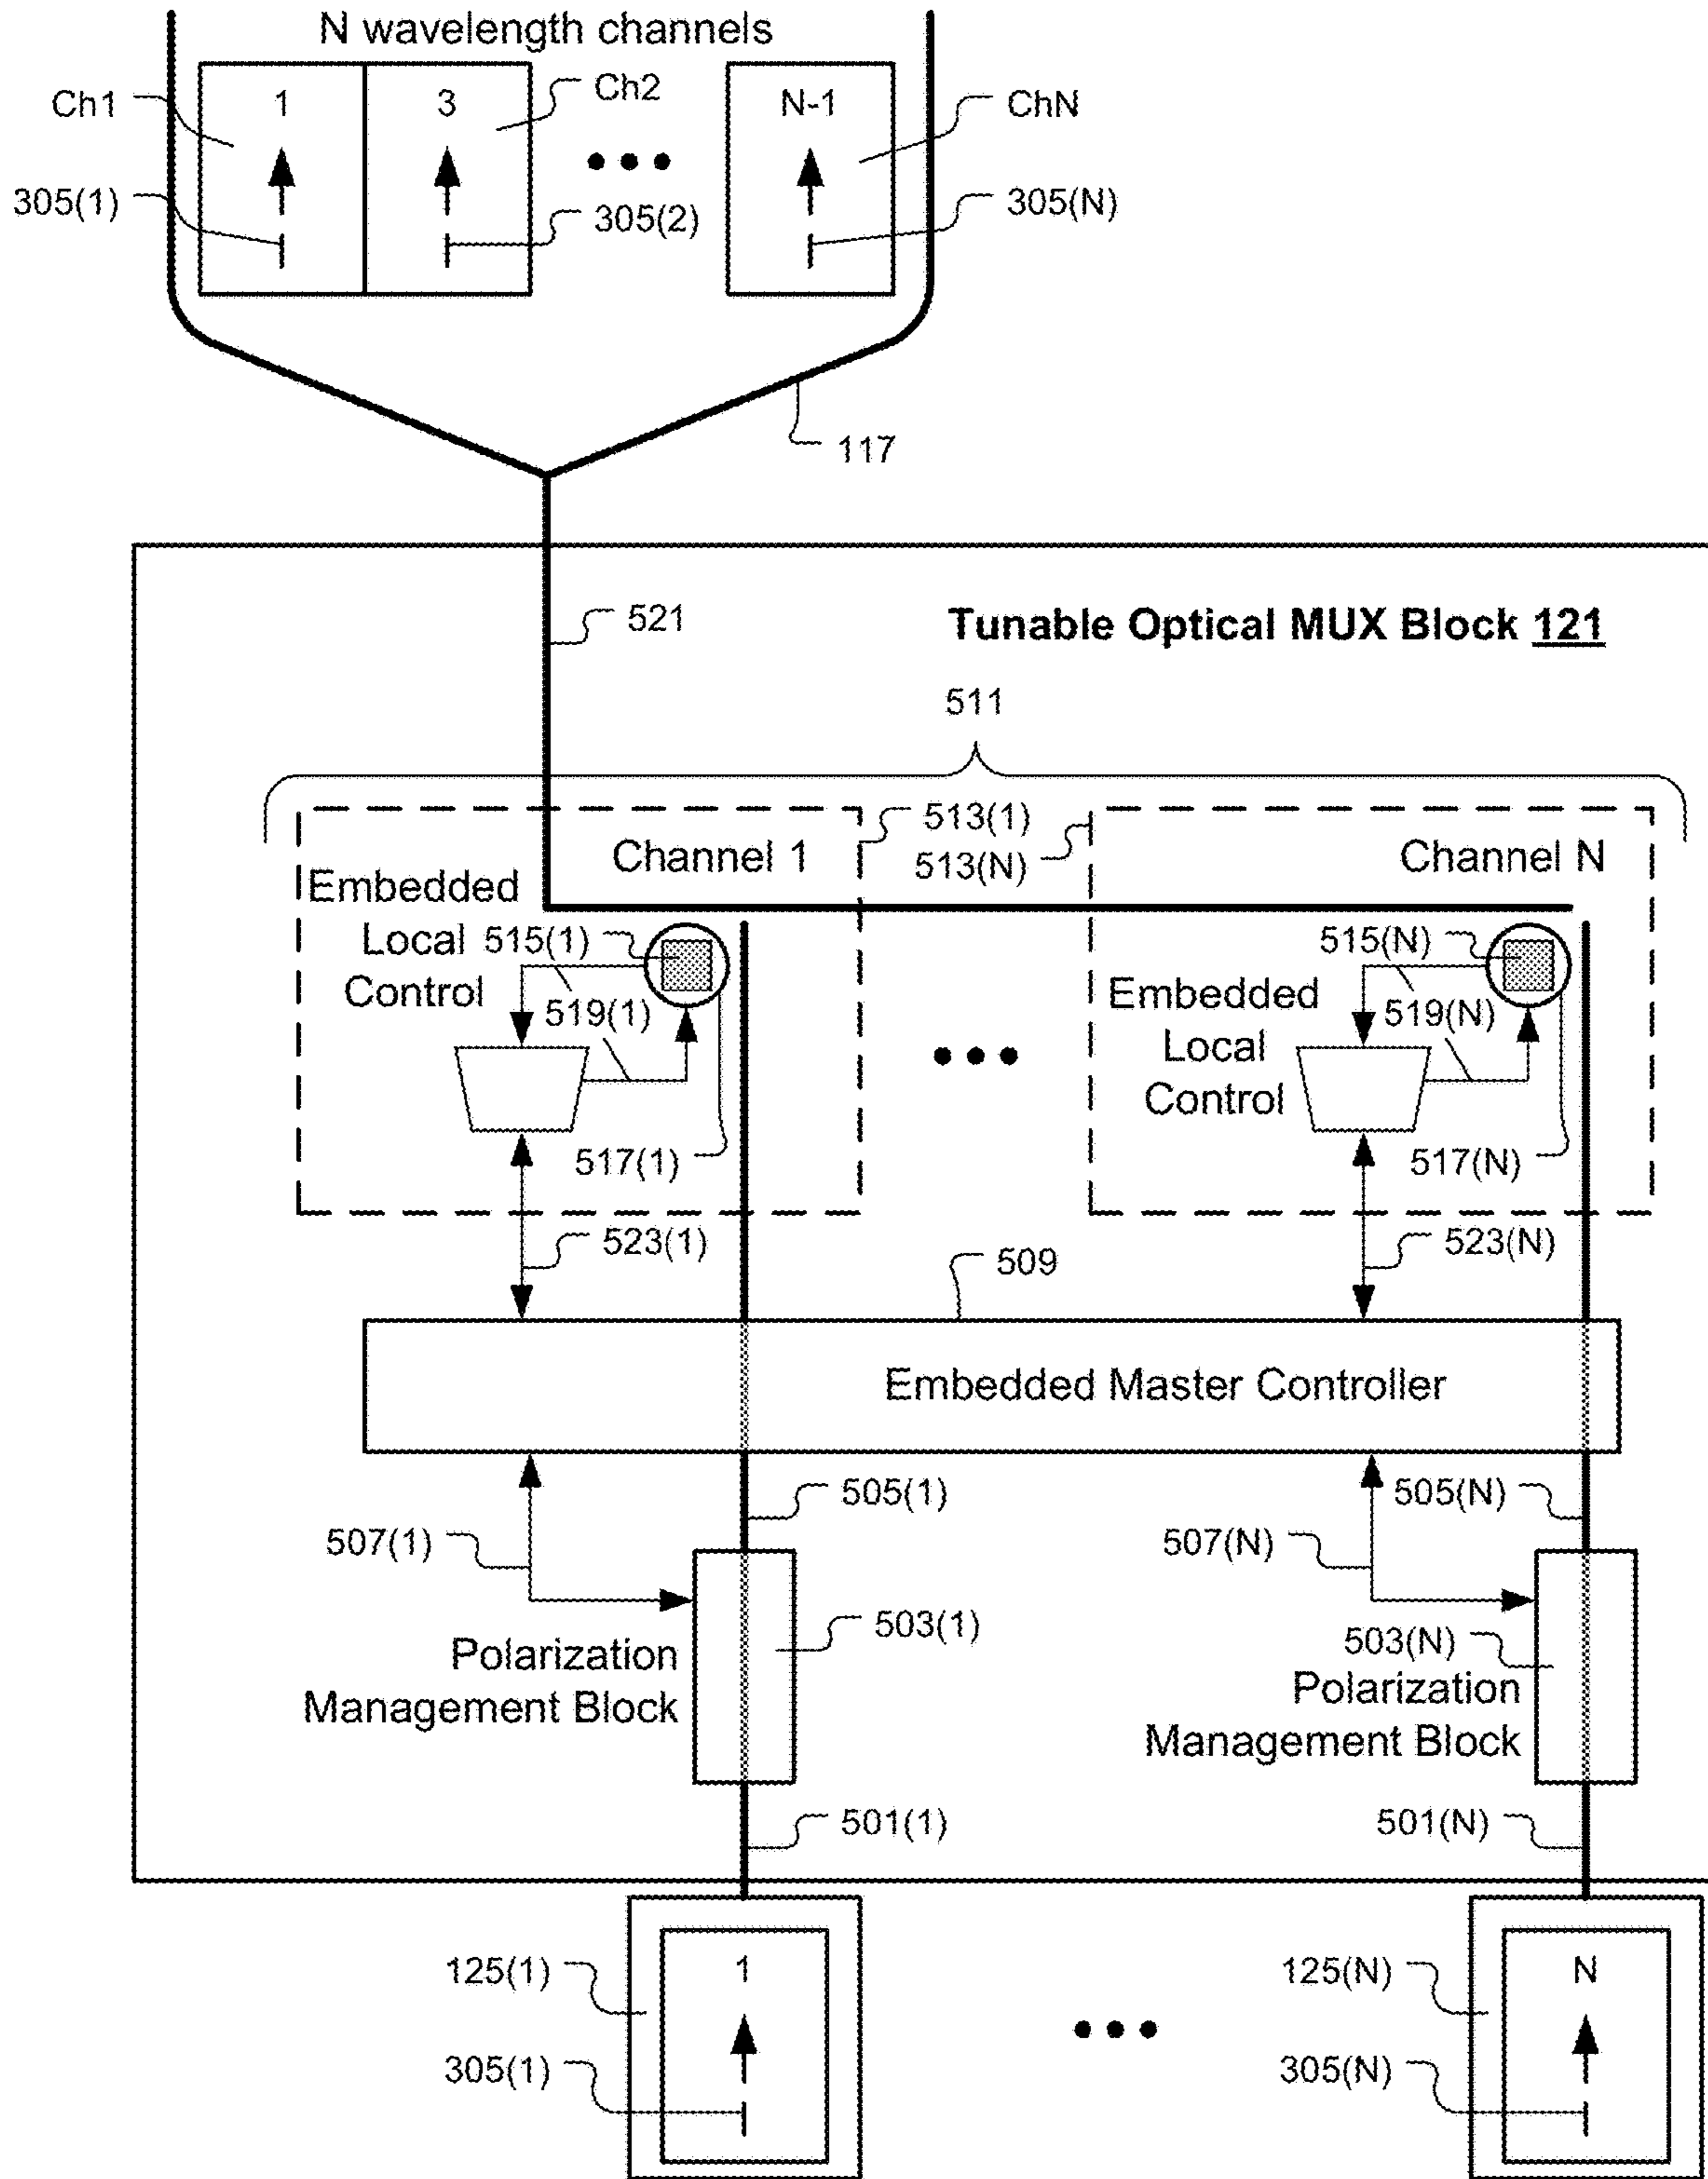 N wavelength channels
Ch1
1
3
Ch2
N-1
ChN
305(1)
305(2)
305(N)
117
521
Tunable Optical MUX Block 121
511
513(1)
513(N)
Channel 1
Channel N
Embedded
Local
Control
515(1)
519(1)
517(1)
515(N)
Embedded
Local
Control
519(N)
517(N)
523(1)
523(N)
509
Embedded Master Controller
505(1)
505(N)
507(1)
507(N)
503(1)
503(N)
Polarization
Management Block
Polarization
Management Block
501(1)
501(N)
125(1)
1
125(N)
N
305(1)
305(N)